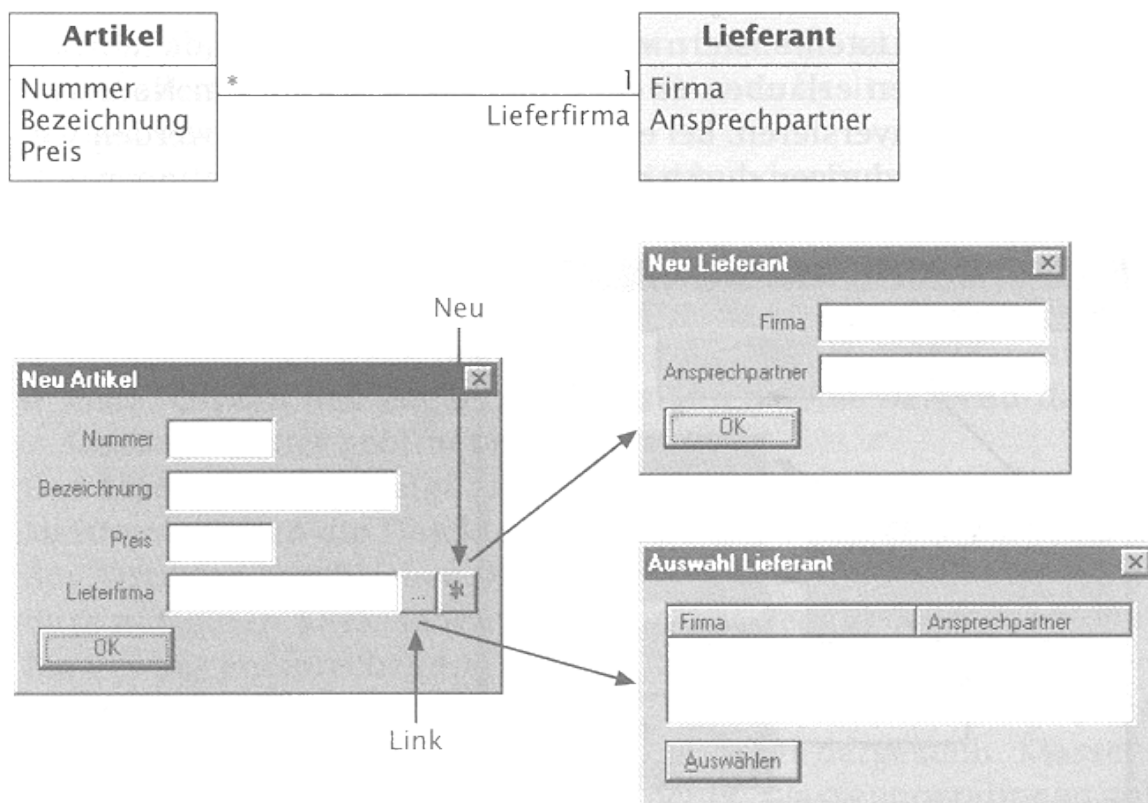 Artikel
Nummer
Bezeichnung
Preis
*
1
Lieferfirma
Lieferant
Firma
Ansprechpartner
Neu
Neu Artikel
Nummer
Bezeichnung
Preis
Lieferfirma
...
*
OK
Link
Neu Lieferant
Firma
Ansprechpartner
OK
Auswahl Lieferant
Firma Ansprechpartner
Auswählen